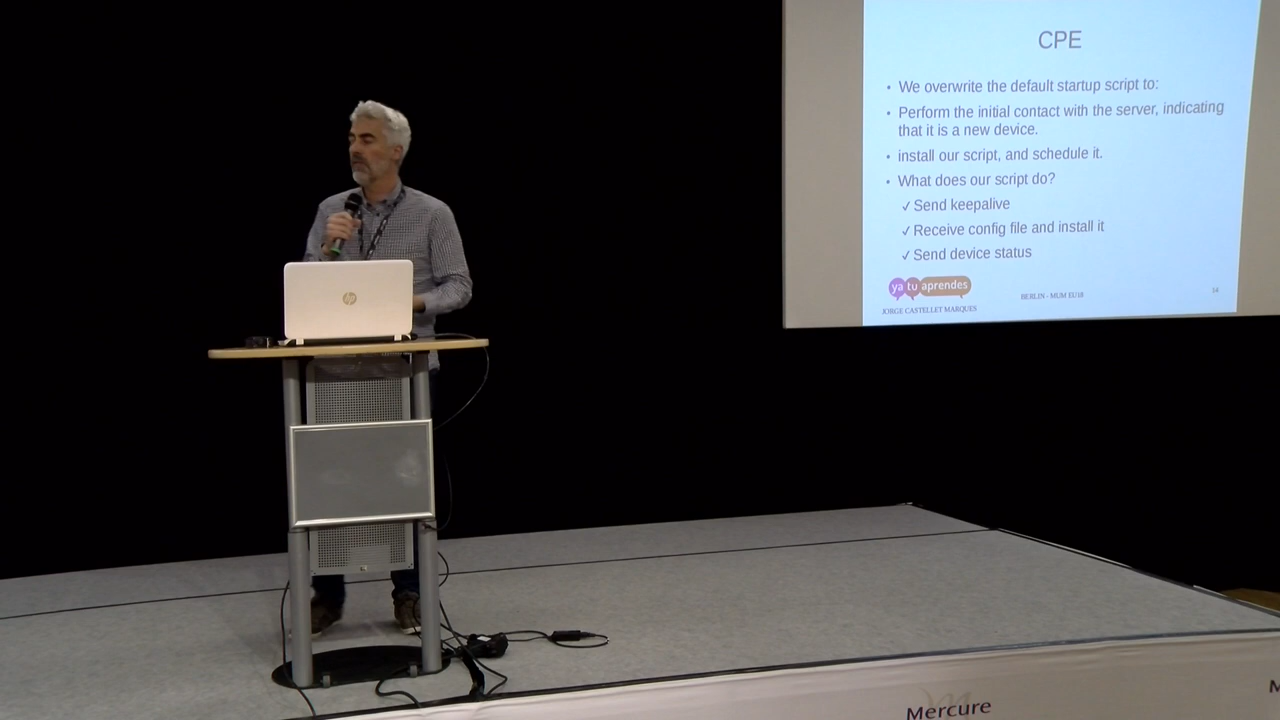 CPE
• We overwrite the default startup script to:
• Perform the initial contact with the server, indicating
that it is a new device.
• install our script, and schedule it.
• What does our script do?
✓ Send keepalive
✓ Receive config file and install it
✓ Send device status
ya tu aprendes
JORGE CASTELLET MARQUES
BERLIN - MUM EU18
14
hp
Mercure
M